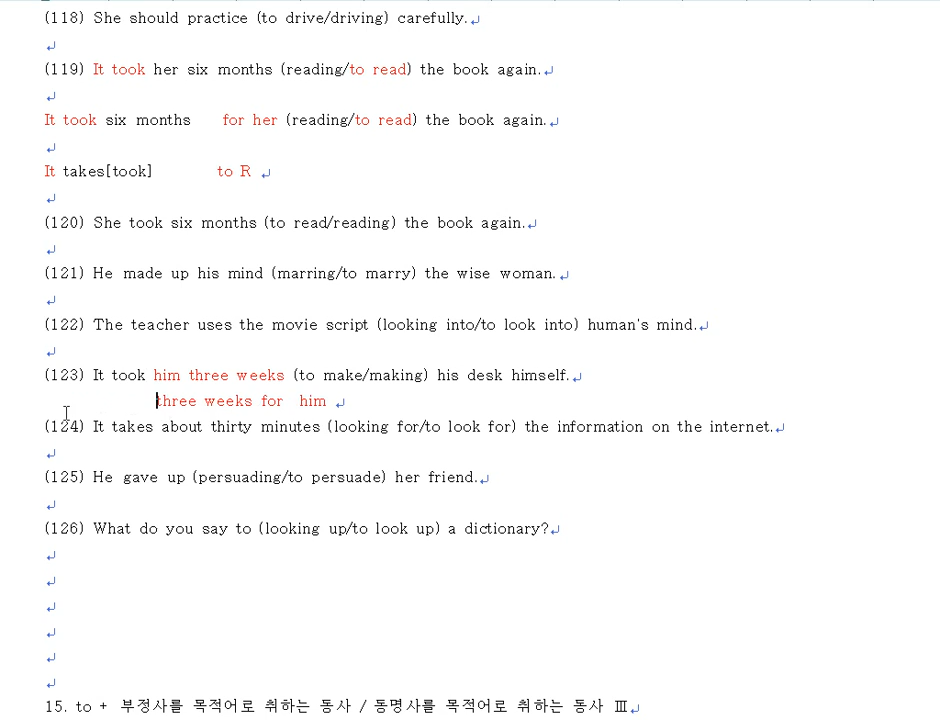 (118) She should practice (to drive/driving) carefully.
(119) It took her six months (reading/to read) the book again.
It took six months for her (reading/to read) the book again.
It takes[took] to R
(120) She took six months (to read/reading) the book again.
(121) He made up his mind (marring/to marry) the wise woman.
(122) The teacher uses the movie script (looking into/to look into) human's mind.
(123) It took him three weeks (to make/making) his desk himself.
three weeks for him
(124) It takes about thirty minutes (looking for/to look for) the information on the internet.
(125) He gave up (persuading/to persuade) her friend.
(126) What do you say to (looking up/to look up) a dictionary?
15. to + 부정사를 목적어로 취하는 동사 / 동명사를 목적어로 취하는 동사 Ⅲ